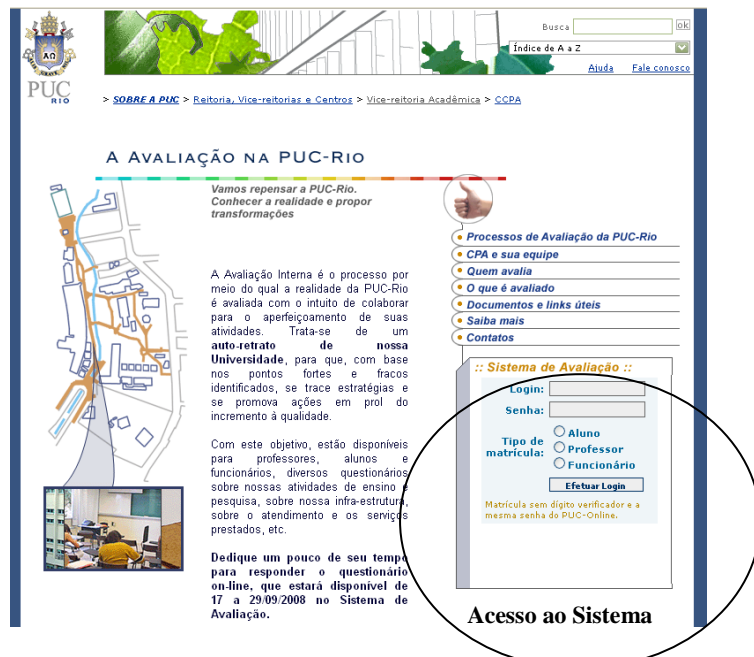 Busca
ok
Índice de A a Z
Ajuda Fale conosco
PUC
RIO
> SOBRE A PUC > Reitoria, Vice-reitorias e Centros > Vice-reitoria Acadêmica > CCPA
A AVALIAÇÃO NA PUC-RIO
Vamos repensar a PUC-Rio.
Conhecer a realidade e propor
transformações
A Avaliação Interna é o processo por
meio do qual a realidade da PUC-Rio
é avaliada com o intuito de colaborar
para o aperfeiçoamento de suas
atividades. Trata-se de um
auto-retrato de nossa
Universidade, para que, com base
nos pontos fortes e fracos
identificados, se trace estratégias e
se promova ações em prol do
incremento à qualidade.
Com este objetivo, estão disponíveis
para professores, alunos e
funcionários, diversos questionários
sobre nossas atividades de ensino e
pesquisa, sobre nossa infra-estrutura,
sobre o atendimento e os serviços
prestados, etc.
Dedique um pouco de seu tempo
para responder o questionário
on-line, que estará disponível de
17 a 29/09/2008 no Sistema de
Avaliação.
Processos de Avaliação da PUC-Rio
CPA e sua equipe
Quem avalia
O que é avaliado
Documentos e links úteis
Saiba mais
Contatos
:: Sistema de Avaliação ::
Login:
Senha:
Tipo de
matrícula:
Aluno
Professor
Funcionário
Efetuar Login
Matrícula sem dígito verificador e a
mesma senha do PUC-Online.
Acesso ao Sistema